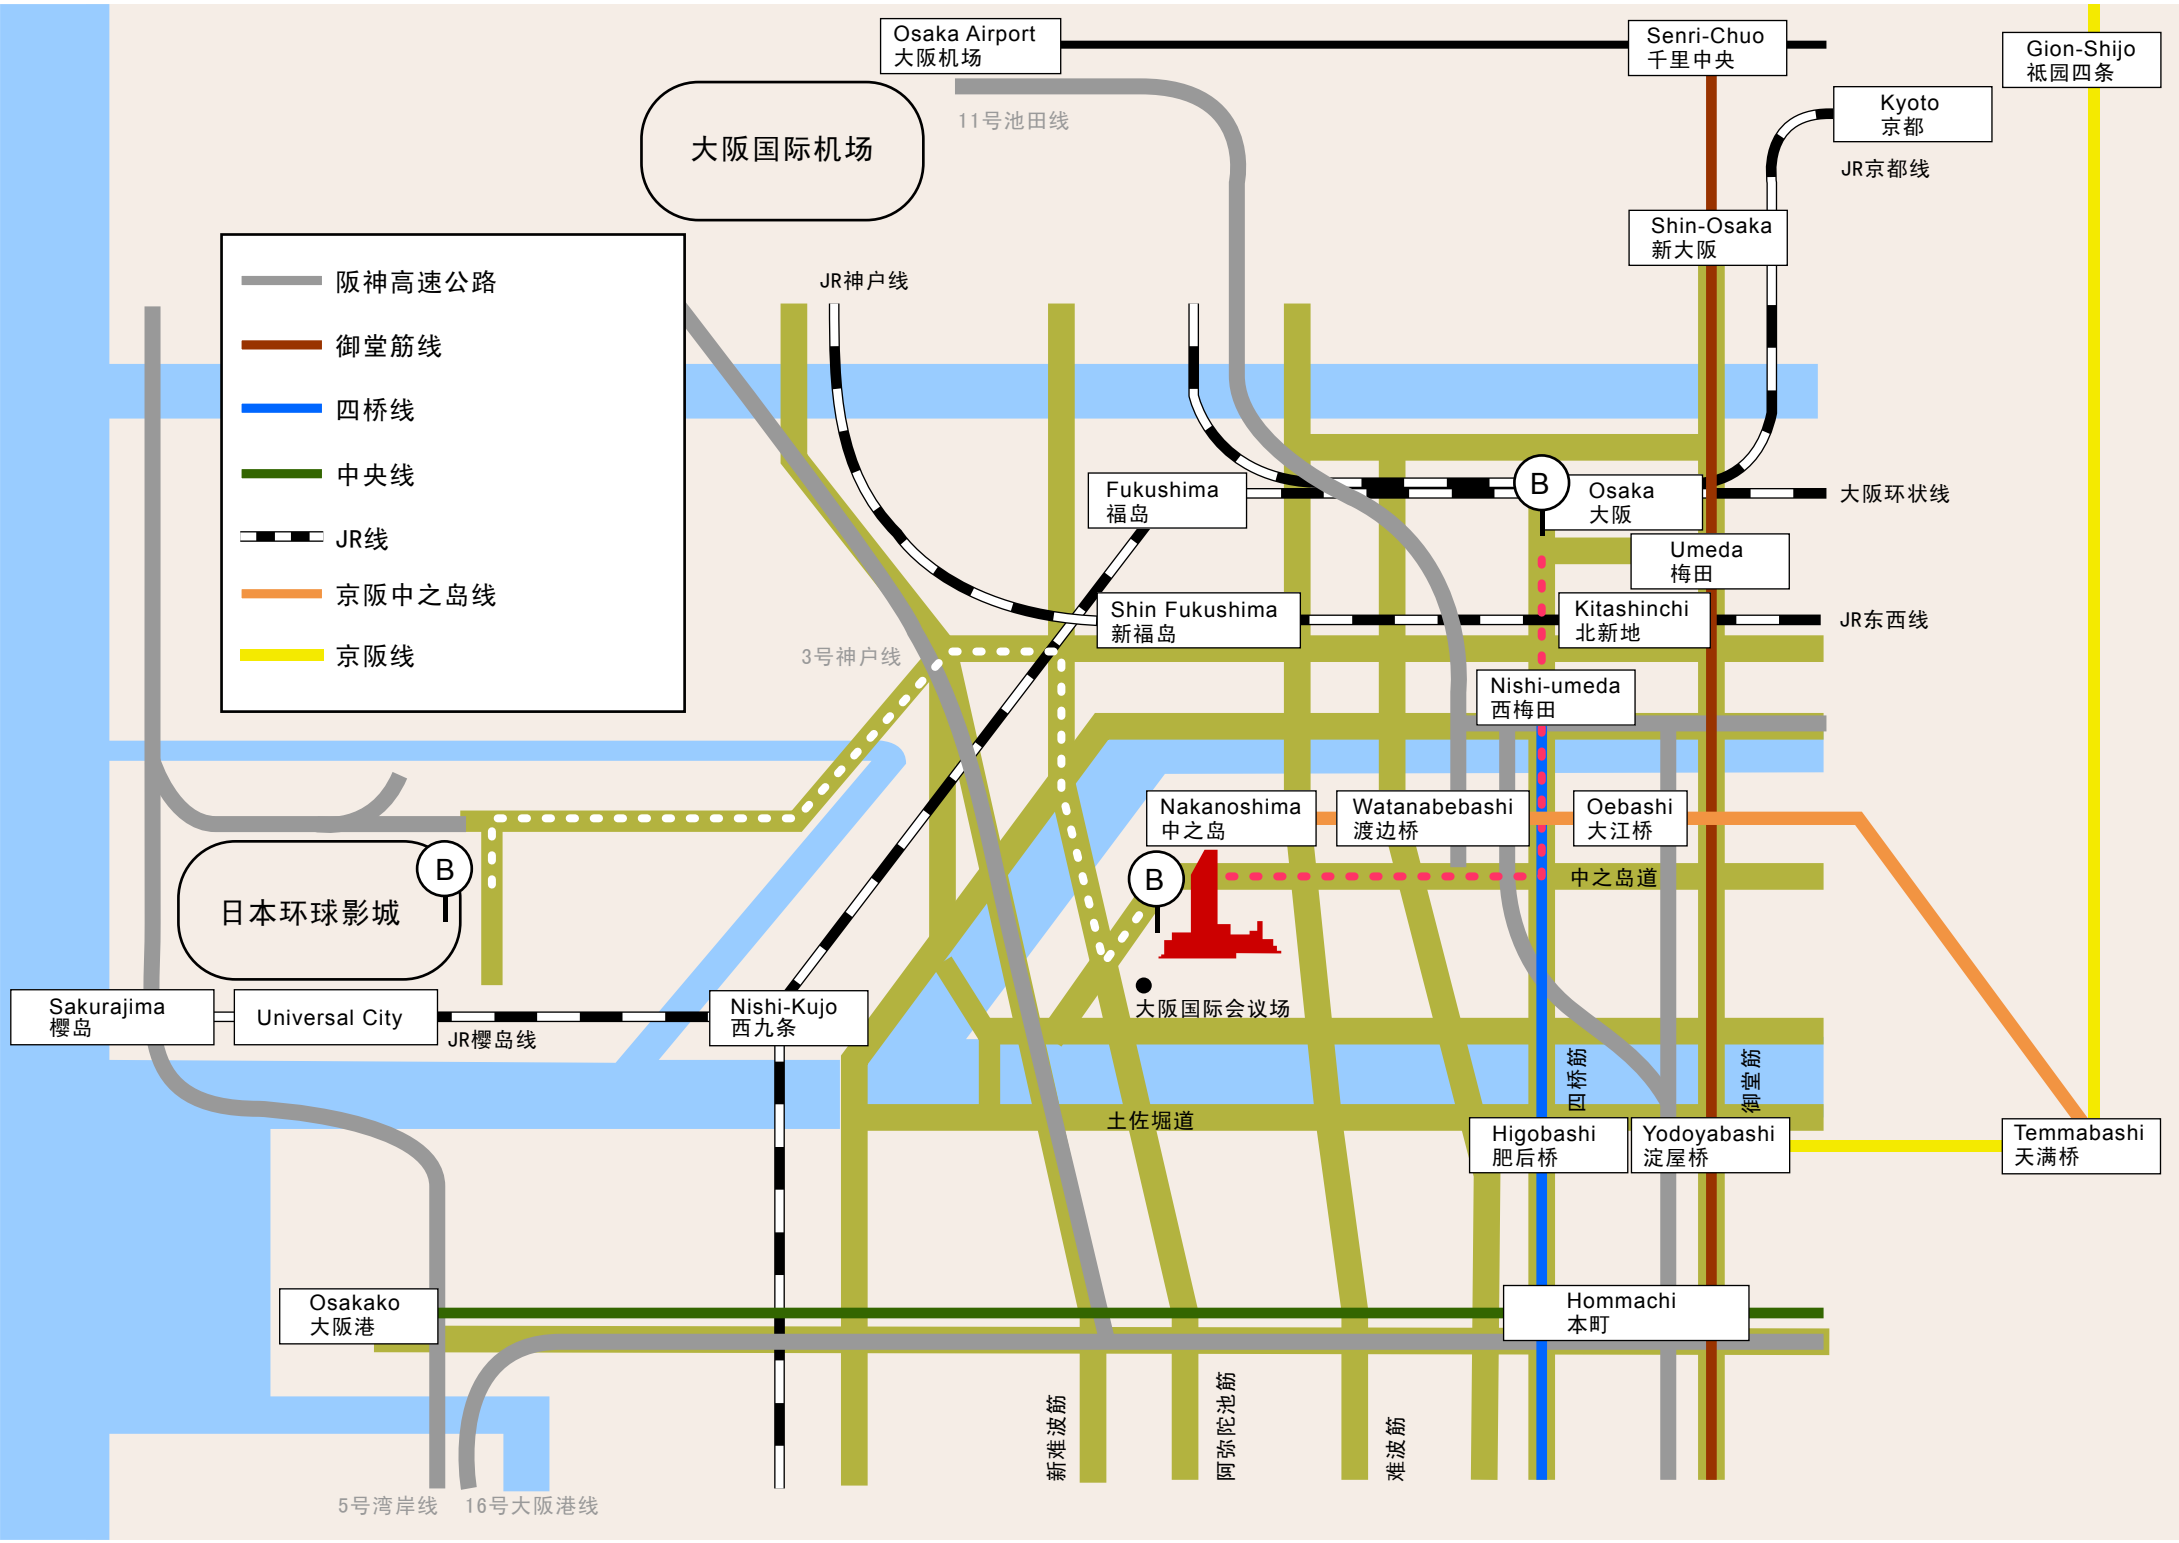 Osaka Airport
大阪机场
Senri-Chuo
千里中央
Gion-Shijo
祗园四条
Kyoto
京都
11号池田线
大阪国际机场
JR京都线
Shin-Osaka
新大阪
JR神户线
阪神高速公路
御堂筋线
四桥线
中央线
JR线
京阪中之岛线
京阪线
Fukushima
福岛
B
Osaka
大阪
大阪环状线
Umeda
梅田
Shin Fukushima
新福岛
Kitashinchi
北新地
JR东西线
3号神户线
Nishi-umeda
西梅田
Nakanoshima
中之岛
Watanabebashi
渡边桥
Oebashi
大江桥
B
B
中之岛道
日本环球影城
大阪国际会议场
Sakurajima
樱岛
Universal City
JR樱岛线
Nishi-Kujo
西九条
四桥筋
御堂筋
土佐堀道
Higobashi
肥后桥
Yodoyabashi
淀屋桥
Temmabashi
天满桥
Osakako
大阪港
Hommachi
本町
新难波筋
阿弥陀池筋
难波筋
5号湾岸线
16号大阪港线